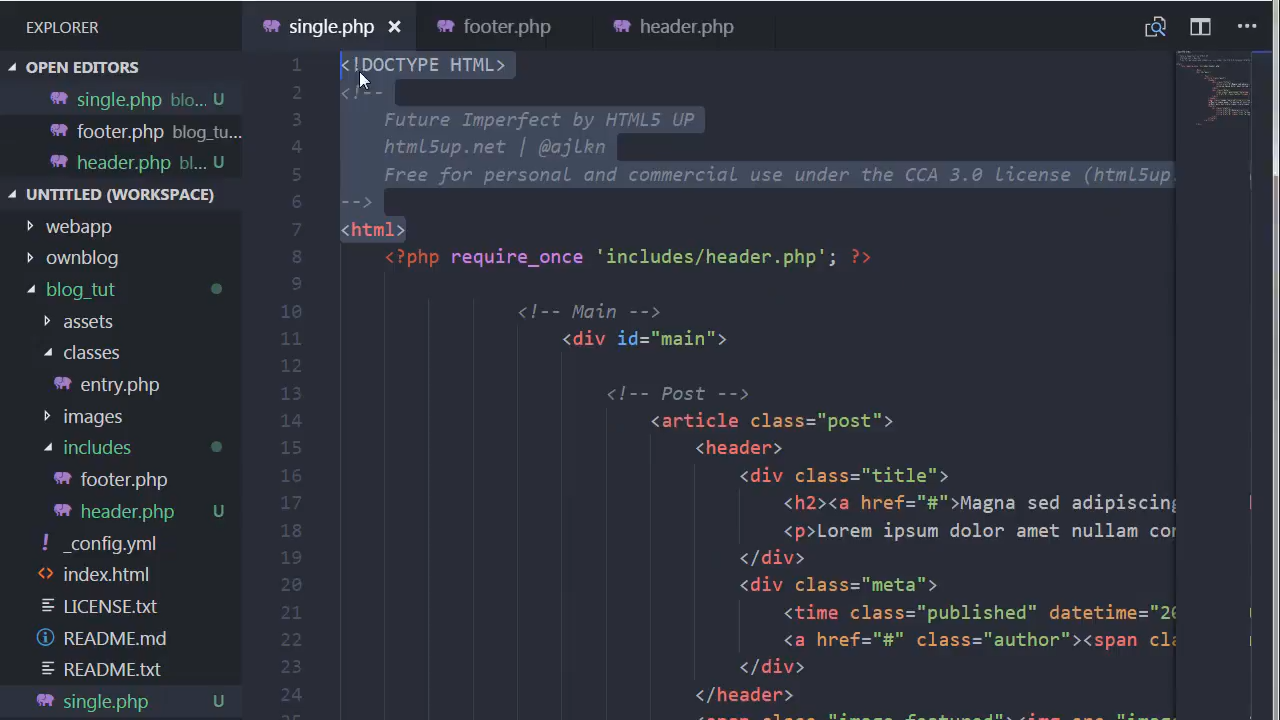 EXPLORER
OPEN EDITORS
single.php blo... U
footer.php blog_tu...
header.php bl... U
UNTITLED (WORKSPACE)
webapp
ownblog
blog_tut
assets
classes
entry.php
images
includes
footer.php
header.php U
_config.yml
index.html
LICENSE.txt
README.md
README.txt
single.php U
single.php footer.php header.php
1 <!DOCTYPE HTML>
2 <!--
3 Future Imperfect by HTML5 UP
4 html5up.net | @ajlkn
5 Free for personal and commercial use under the CCA 3.0 license (html5up.
6 -->
7 <html>
8 <?php require_once 'includes/header.php'; ?>
9
10 <!-- Main -->
11 <div id="main">
12
13 <!-- Post -->
14 <article class="post">
15 <header>
16 <div class="title">
17 <h2><a href="#">Magna sed adipiscing
18 <p>Lorem ipsum dolor amet nullam con
19 </div>
20 <div class="meta">
21 <time class="published" datetime="20
22 <a href="#" class="author"><span cla
23 </div>
24 </header>